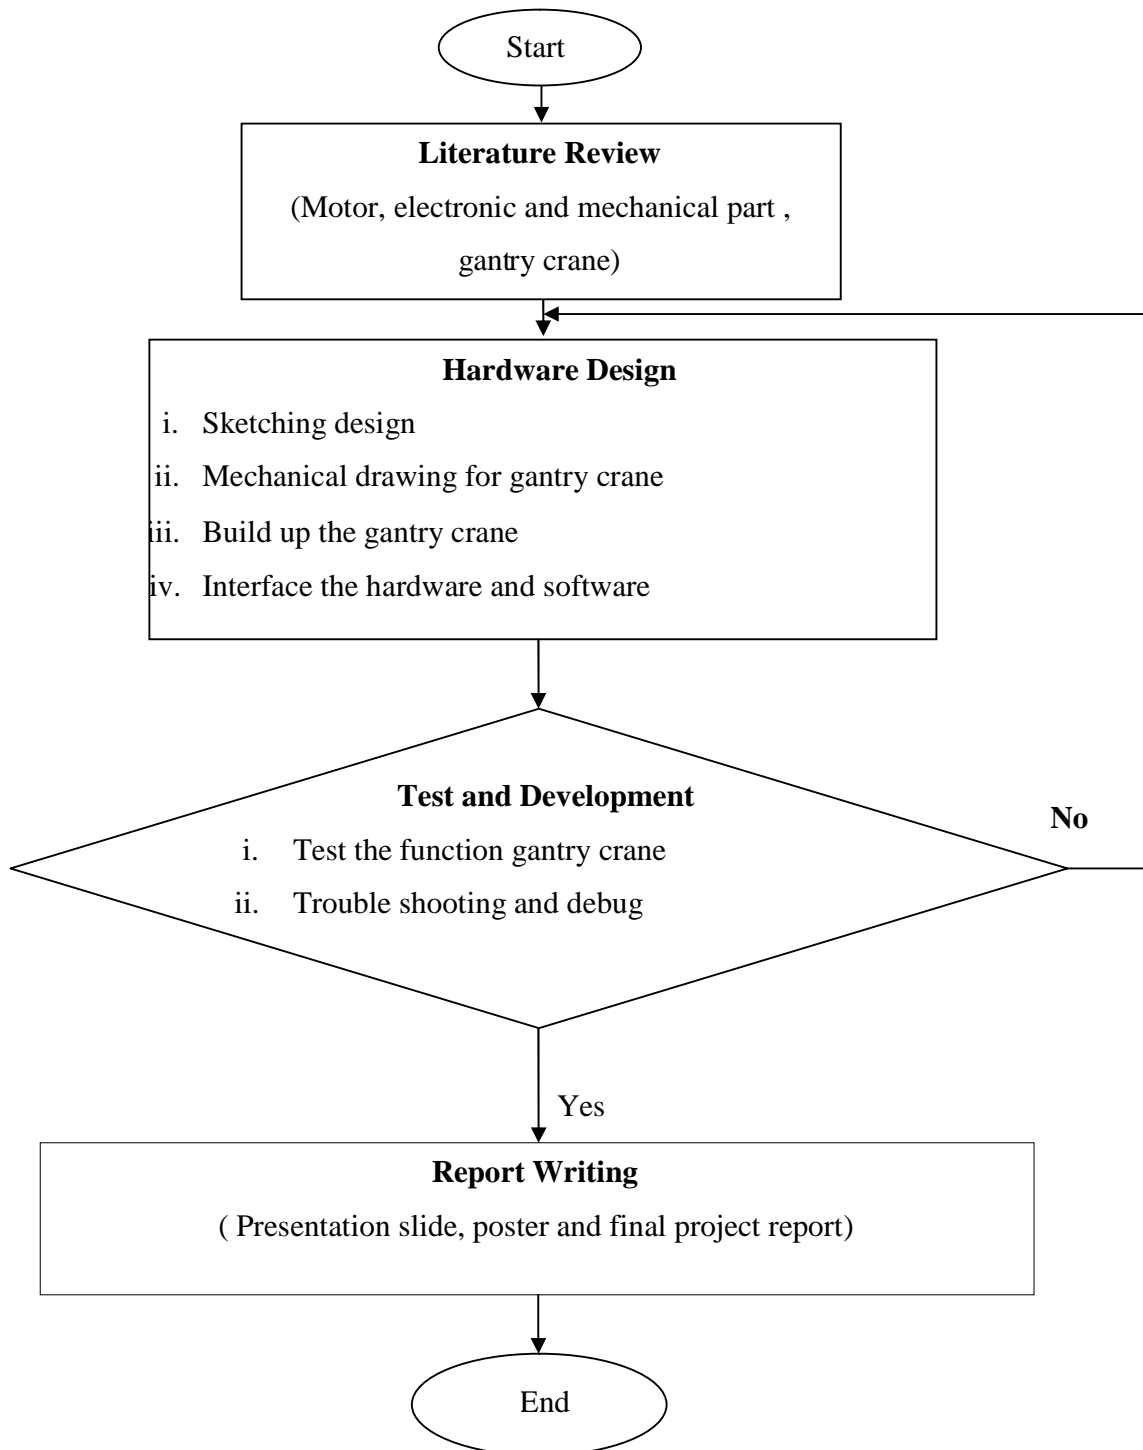 Start
Literature Review
(Motor, electronic and mechanical part ,
gantry crane)
Hardware Design
i. Sketching design
ii. Mechanical drawing for gantry crane
iii. Build up the gantry crane
iv. Interface the hardware and software
Test and Development
No
i. Test the function gantry crane
ii. Trouble shooting and debug
Yes
Report Writing
( Presentation slide, poster and final project report)
End